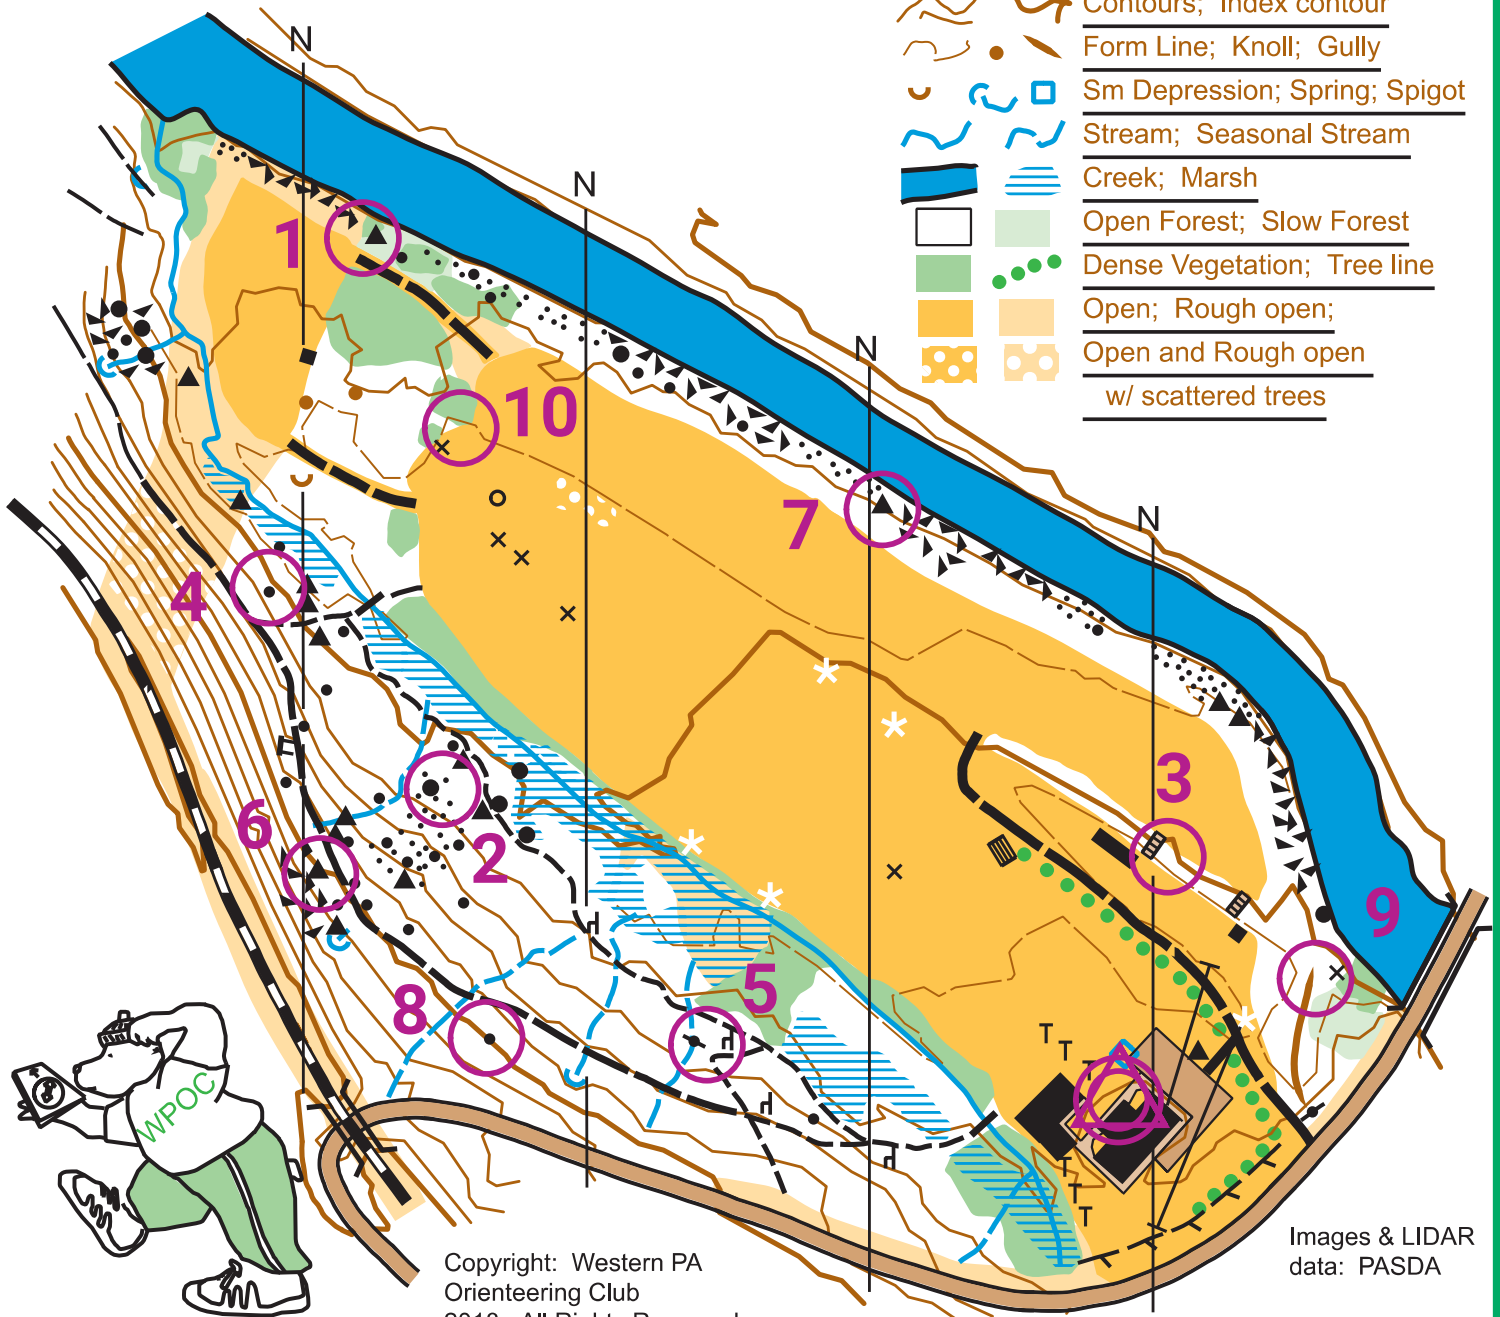 Contours; Index contour
Form Line; Knoll; Gully
Sm Depression; Spring; Spigot
Stream; Seasonal Stream
Creek; Marsh
Open Forest; Slow Forest
Dense Vegetation; Tree line
Open; Rough open;
Open and Rough open
w/ scattered trees
N
N
N
N
1
10
7
4
3
6
2
9
5
8
WPOC
Copyright: Western PA
Orienteering Club
Images & LIDAR
data: PASDA